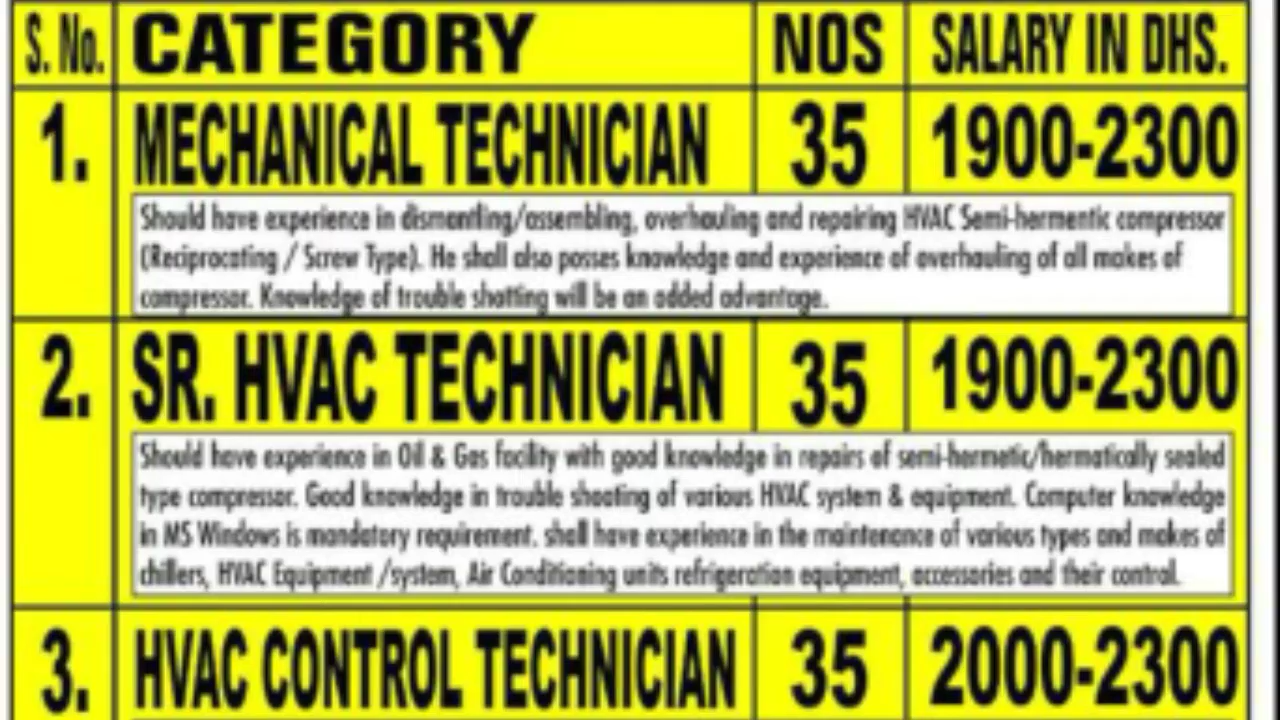 S. No. CATEGORY NOS SALARY IN DHS.
1. MECHANICAL TECHNICIAN 35 1900-2300
Should have experience in dismantling/assembling, overhauling and repairing HVAC Semi-hermentic compressor
(Reciprocating / Screw Type). He shall also posses knowledge and experience of overhauling of all makes of
compressor. Knowledge of trouble shotting will be an added advantage.
2. SR. HVAC TECHNICIAN 35 1900-2300
Should have experience in Oil & Gas facility with good knowledge in repairs of semi-hermetic/hermatically sealed
type compressor. Good knowledge in trouble shooting of various HVAC system & equipment. Computer knowledge
in MS Windows is mandatory requirement. shall have experience in the maintenance of various types and makes of
chillers, HVAC Equipment /system, Air Conditioning units refrigeration equipment, accessories and their control.
3. HVAC CONTROL TECHNICIAN 35 2000-2300